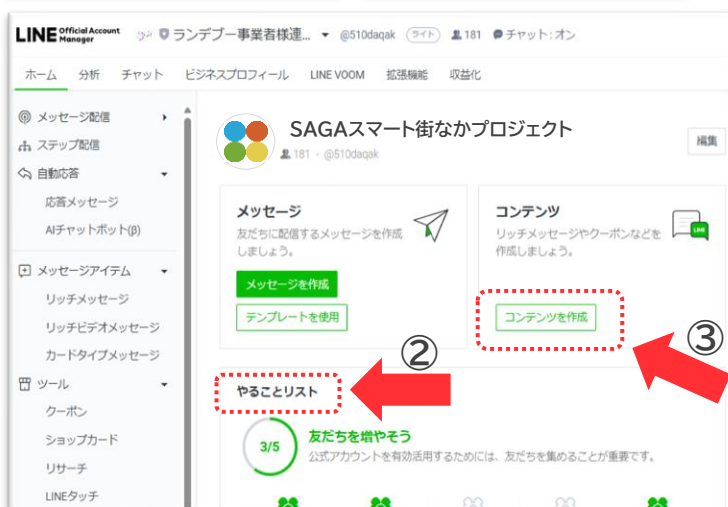 LINE Official Account Manager
ランデブー事業者様連... @510daqak ライト 181 チャット:オン
ホーム 分析 チャット ビジネスプロフィール LINE VOOM 拡張機能 収益化
メッセージ配信
ステップ配信
自動応答
応答メッセージ
AIチャットボット(β)
メッセージアイテム
リッチメッセージ
リッチビデオメッセージ
カードタイプメッセージ
ツール
クーポン
ショップカード
リサーチ
LINEタッチ
SAGAスマート街なかプロジェクト
181 · @510daqak
編集
メッセージ
友だちに配信するメッセージを作成
しましょう。
メッセージを作成
テンプレートを使用
コンテンツ
リッチメッセージやクーポンなどを
作成しましょう。
LINE
コンテンツを作成
③
②
やることリスト
3/5
友だちを増やそう
公式アカウントを有効活用するためには、友だちを集めることが重要です。